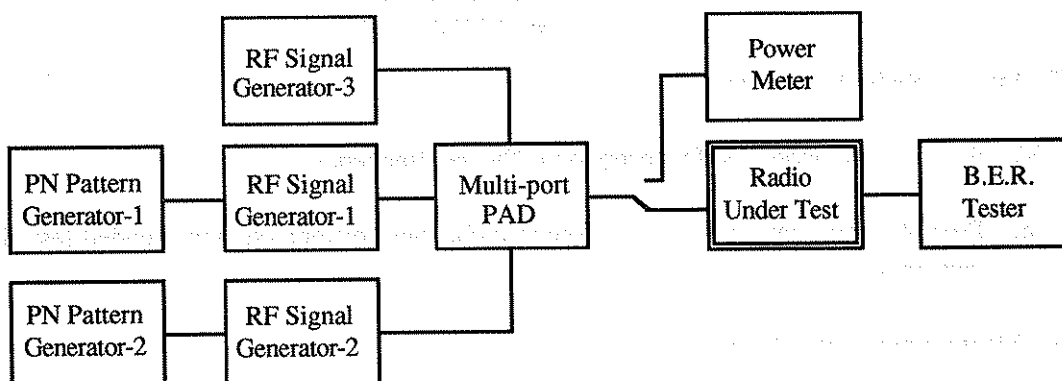 RF Signal
Generator-3
Power
Meter
PN Pattern
Generator-1
RF Signal
Generator-1
Multi-port
PAD
Radio
Under Test
B.E.R.
Tester
PN Pattern
Generator-2
RF Signal
Generator-2